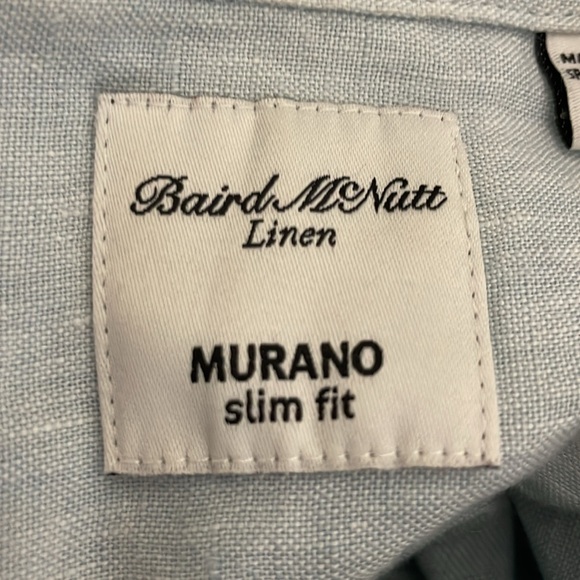 Baird McNutt
Linen
MURANO
slim fit